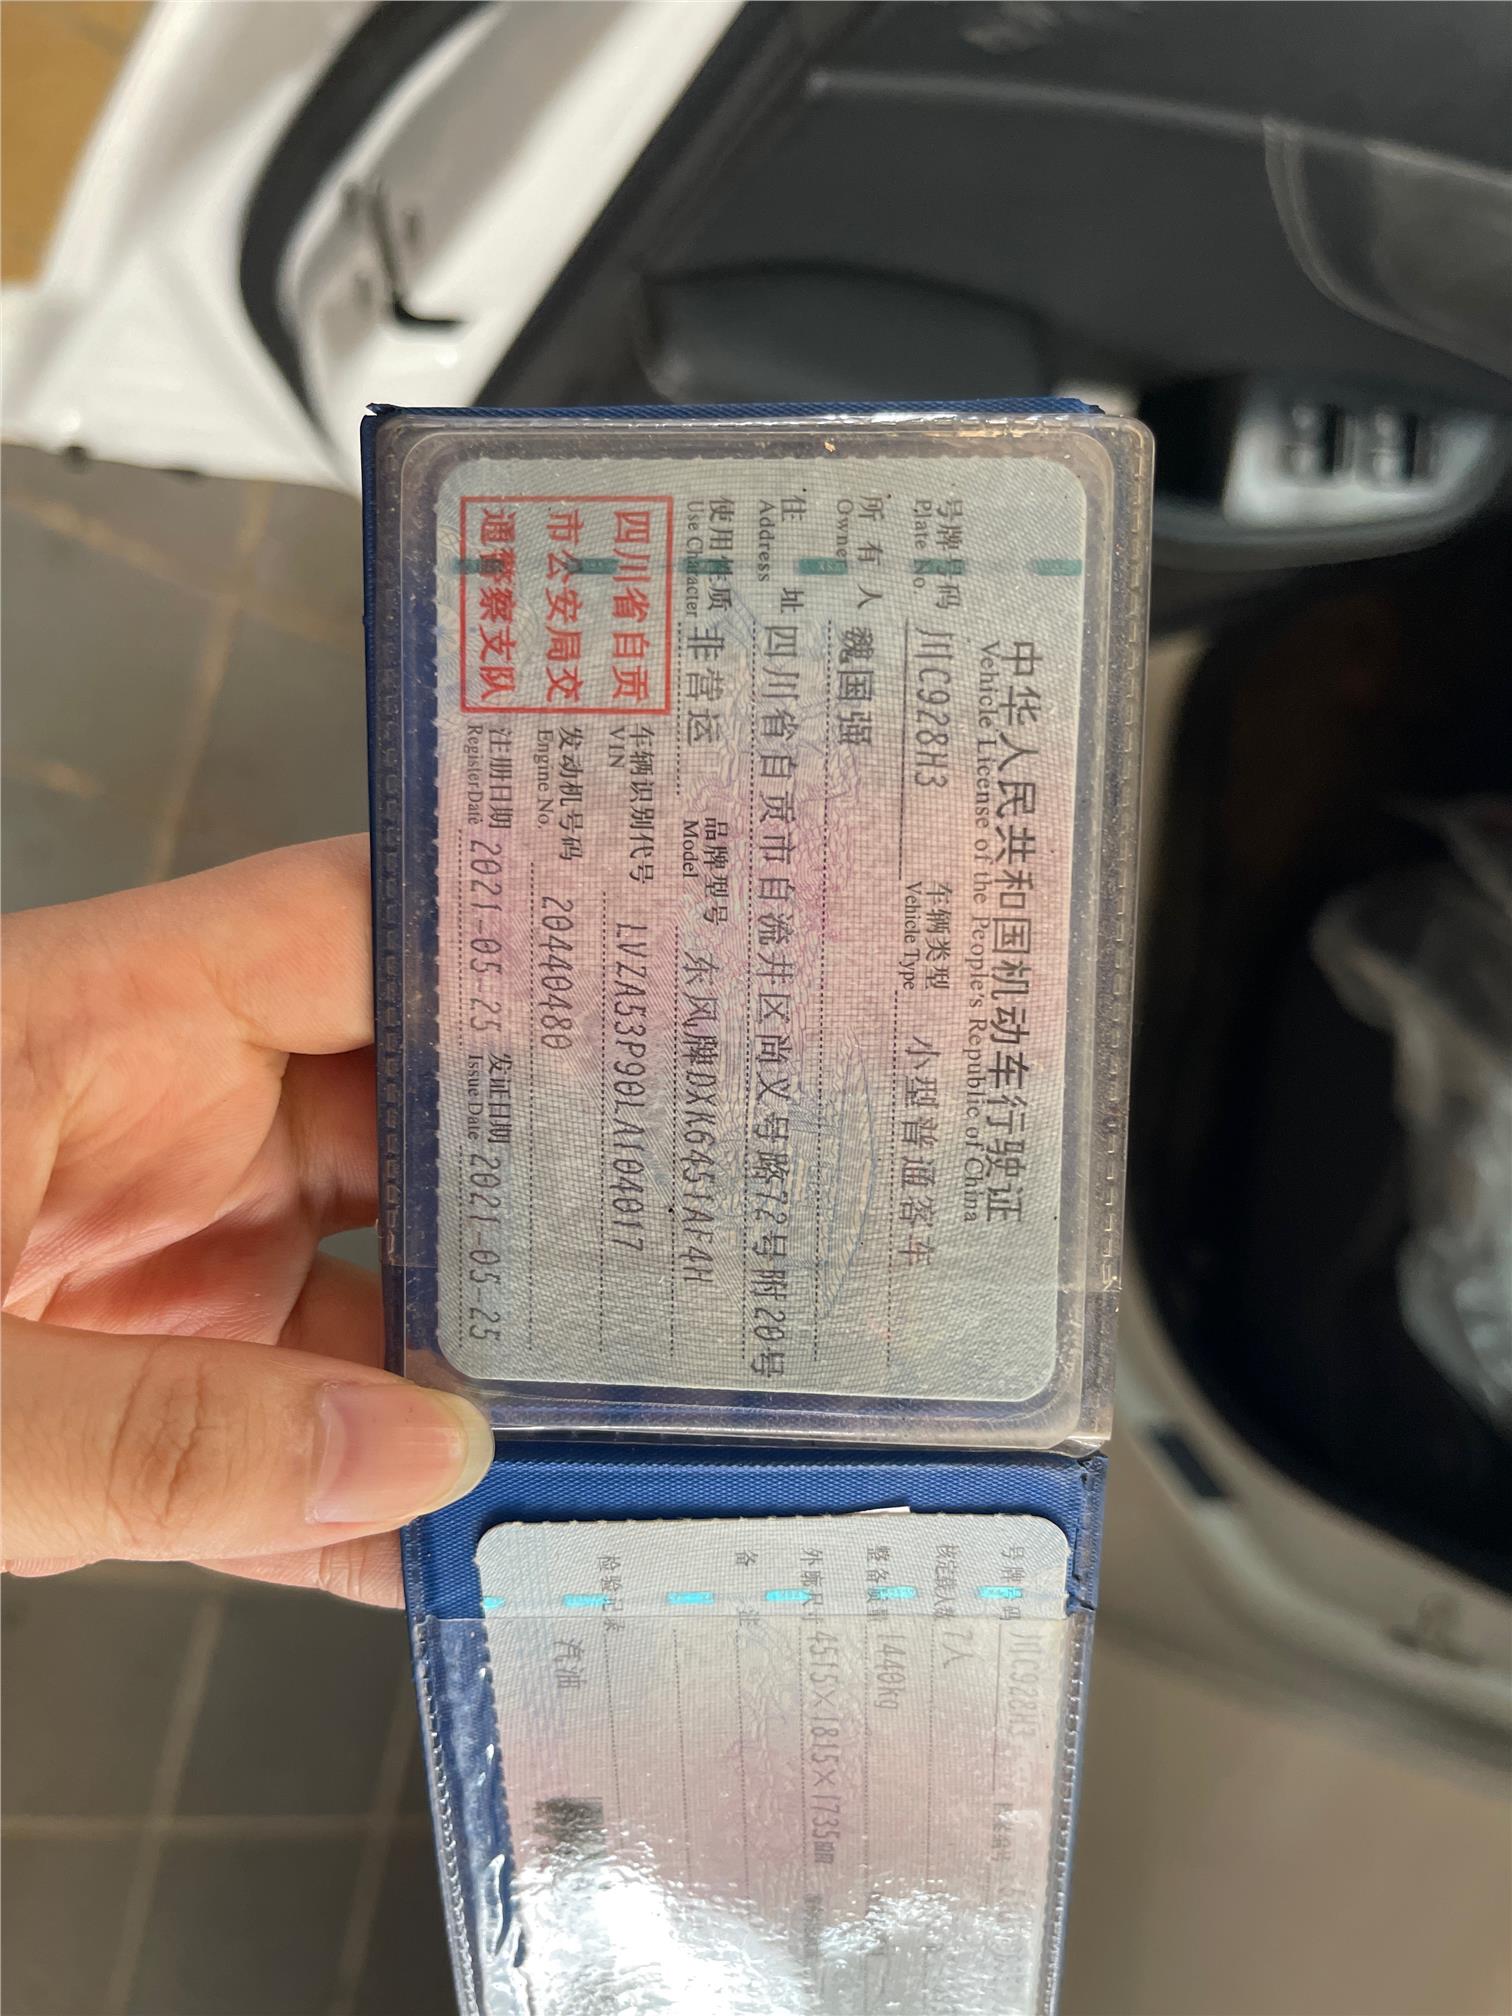 中华人民共和国机动车行驶证
Vehicle License of the People's Republic of China
号牌号码 川C928H3 车辆类型 小型普通客车
Plate No. Vehicle Type
所有人 魏国强
Owner
住址 四川省自贡市自流井区尚义号路72号附20号
Address
使用性质 非营运 品牌型号 东风牌DXK6451AF4H
Use Character Model
四川省自贡
市公安局交
通警察支队
车辆识别代号 LVZA53P90LA104017
VIN
发动机号码 20440480
Engine No.
注册日期 2021-05-25 发证日期 2021-05-25
Register Date Issue Date
号牌号码 川C928H3
核定载人数 7人
整备质量 1440kg
外廓尺寸 4515×1815×1735mm
备注
检验记录
汽油